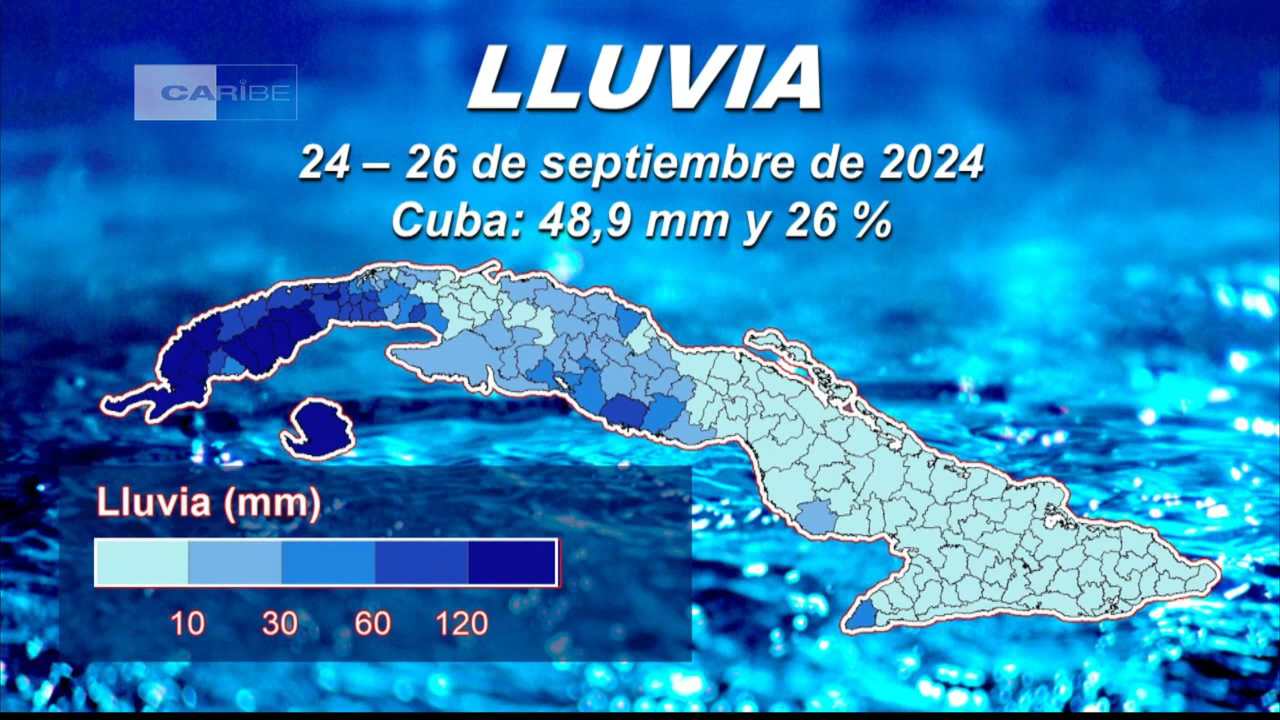 CARIBE
LLUVIA
24 – 26 de septiembre de 2024
Cuba: 48,9 mm y 26 %
Lluvia (mm)
10 30 60 120